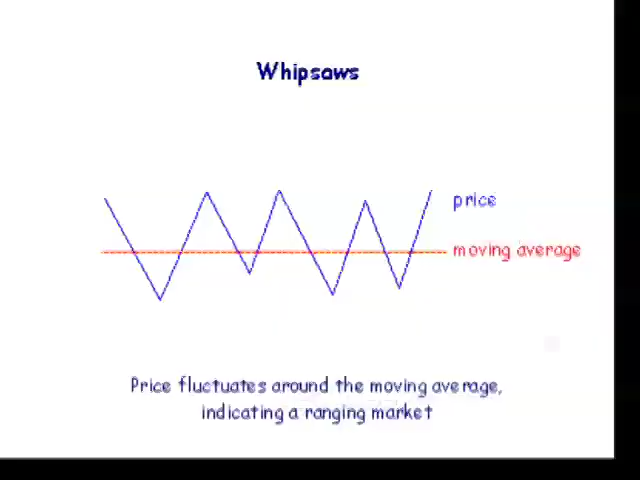 Whipsaws
price
moving average
Price fluctuates around the moving average,
indicating a ranging market